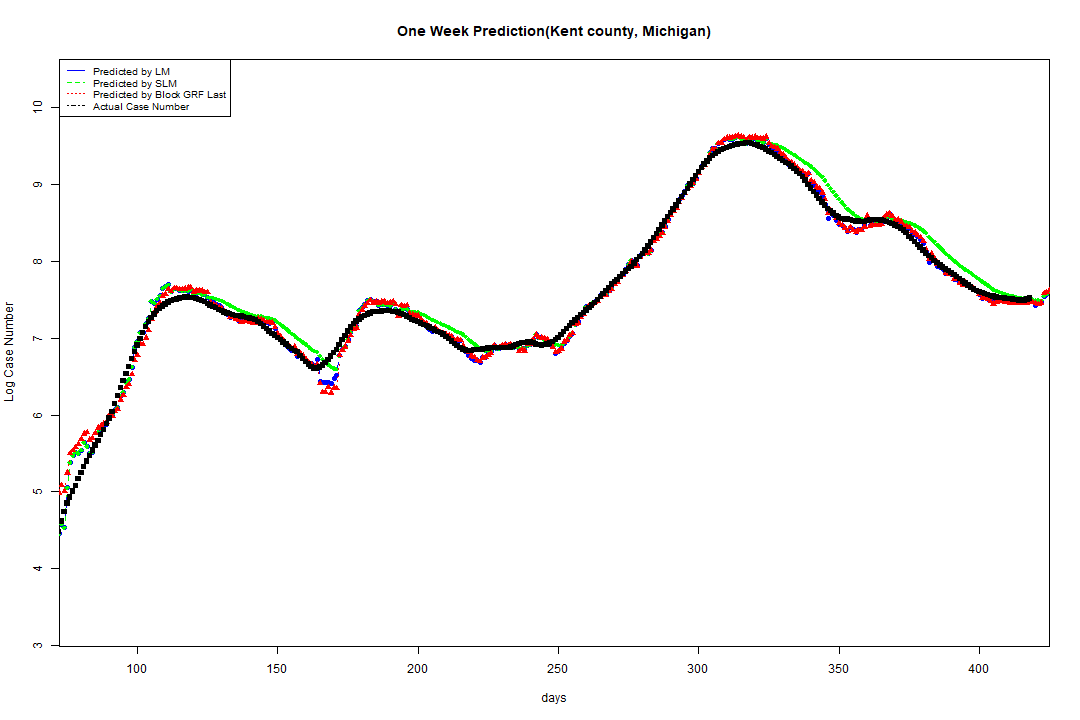 One Week Prediction(Kent county, Michigan)
Predicted by LM
Predicted by SLM
Predicted by Block GRF Last
Actual Case Number
10
9
8
7
6
5
4
3
Log Case Number
100 150 200 250 300 350 400
days